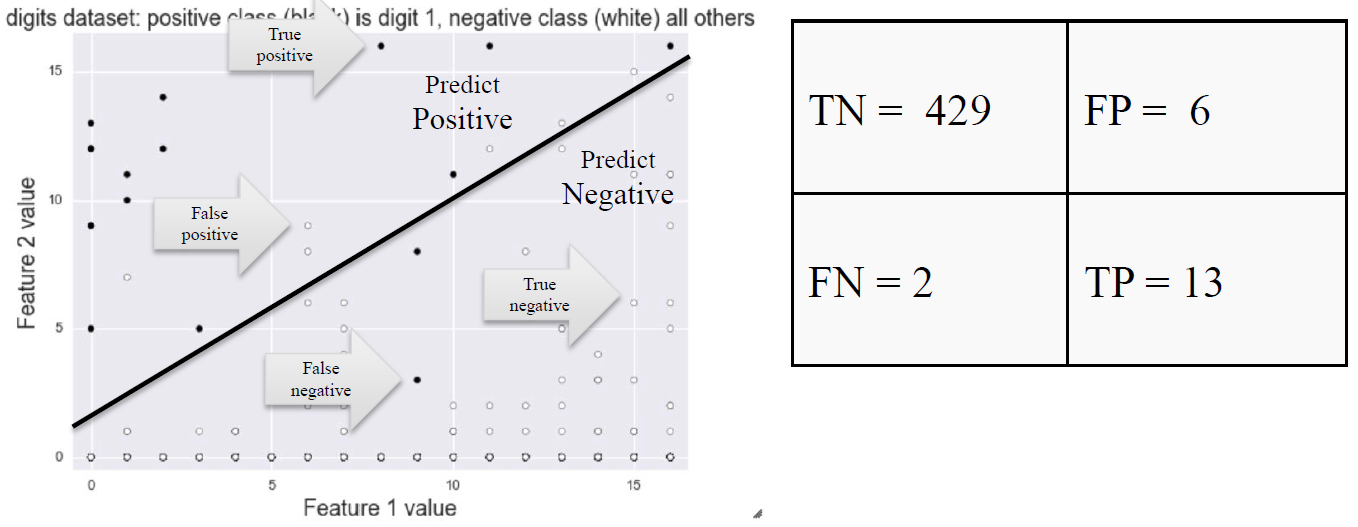 digits dataset: positive class (black) is digit 1, negative class (white) all others
True
positive
Predict
Positive
Predict
Negative
False
positive
True
negative
False
negative
15
10
5
0
Feature 2 value
0
5
10
15
Feature 1 value
TN = 429
FP = 6
FN = 2
TP = 13